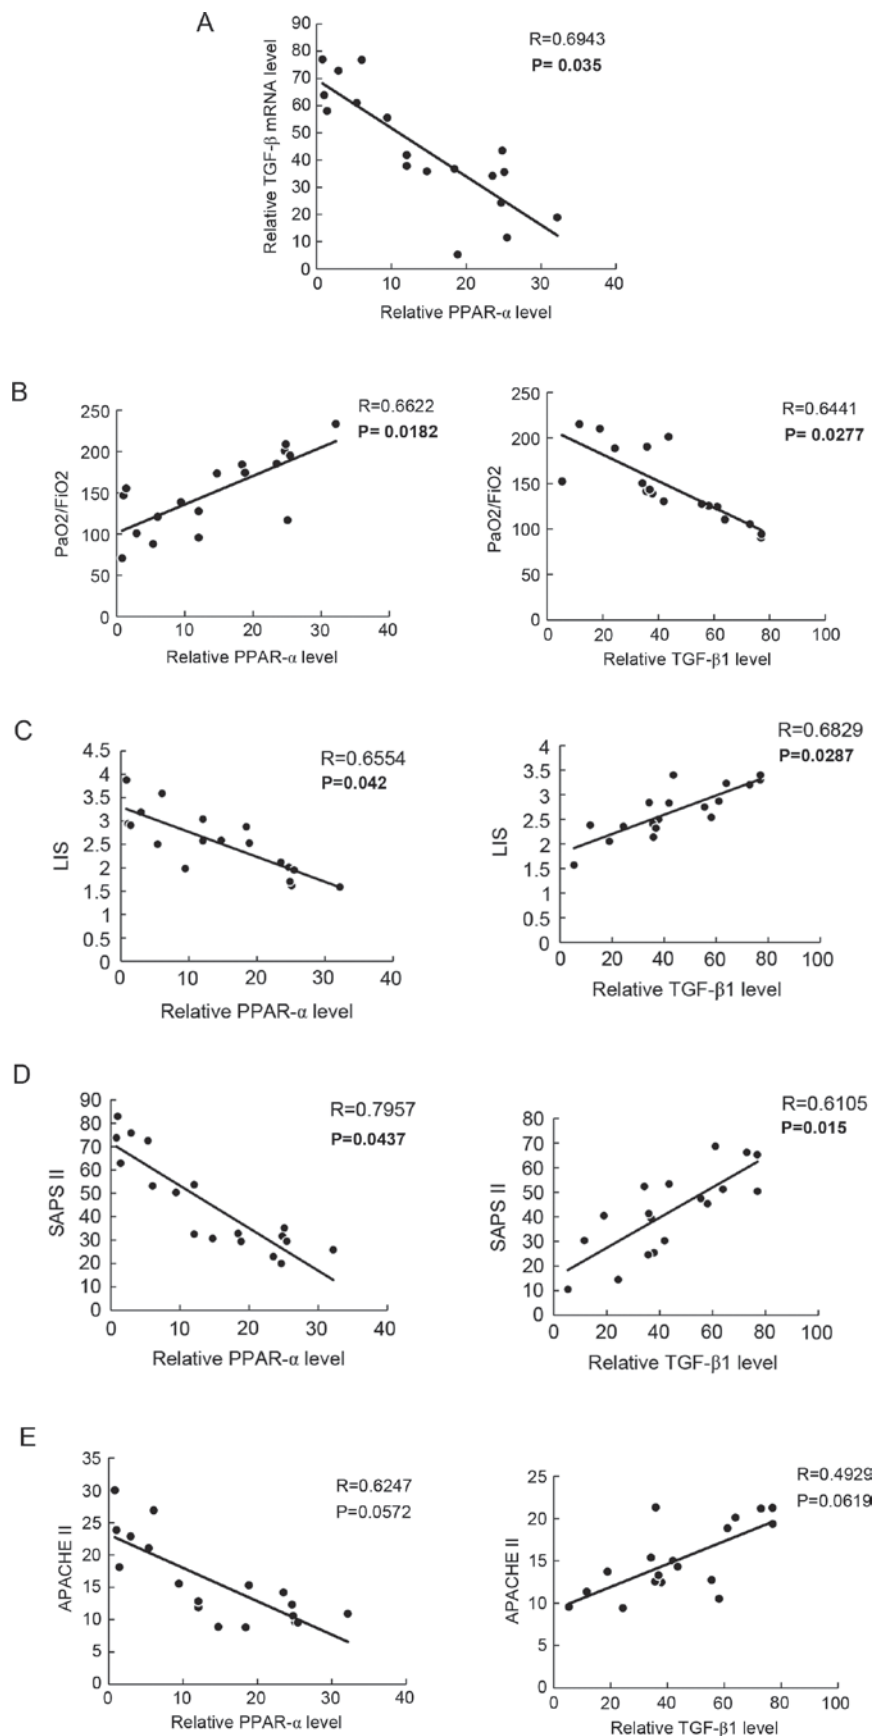 A
R=0.6943
P= 0.035
Relative TGF-β mRNA level
90
80
70
60
50
40
30
20
10
0
0 10 20 30 40
Relative PPAR-α level
B
R=0.6622
P= 0.0182
PaO2/FiO2
250
200
150
100
50
0
0 10 20 30 40
Relative PPAR-α level
R=0.6441
P= 0.0277
PaO2/FiO2
250
200
150
100
50
0
0 20 40 60 80 100
Relative TGF-β1 level
C
R=0.6554
P=0.042
LIS
4.5
4
3.5
3
2.5
2
1.5
1
0.5
0
0 10 20 30 40
Relative PPAR-α level
R=0.6829
P=0.0287
LIS
4
3.5
3
2.5
2
1.5
1
0.5
0
0 20 40 60 80 100
Relative TGF-β1 level
D
R=0.7957
P=0.0437
SAPS II
90
80
70
60
50
40
30
20
10
0
0 10 20 30 40
Relative PPAR-α level
R=0.6105
P=0.015
SAPS II
80
70
60
50
40
30
20
10
0
0 20 40 60 80 100
Relative TGF-β1 level
E
R=0.6247
P=0.0572
APACHE II
35
30
25
20
15
10
5
0
0 10 20 30 40
Relative PPAR-α level
R=0.4929
P=0.0619
APACHE II
25
20
15
10
5
0
0 20 40 60 80 100
Relative TGF-β1 level